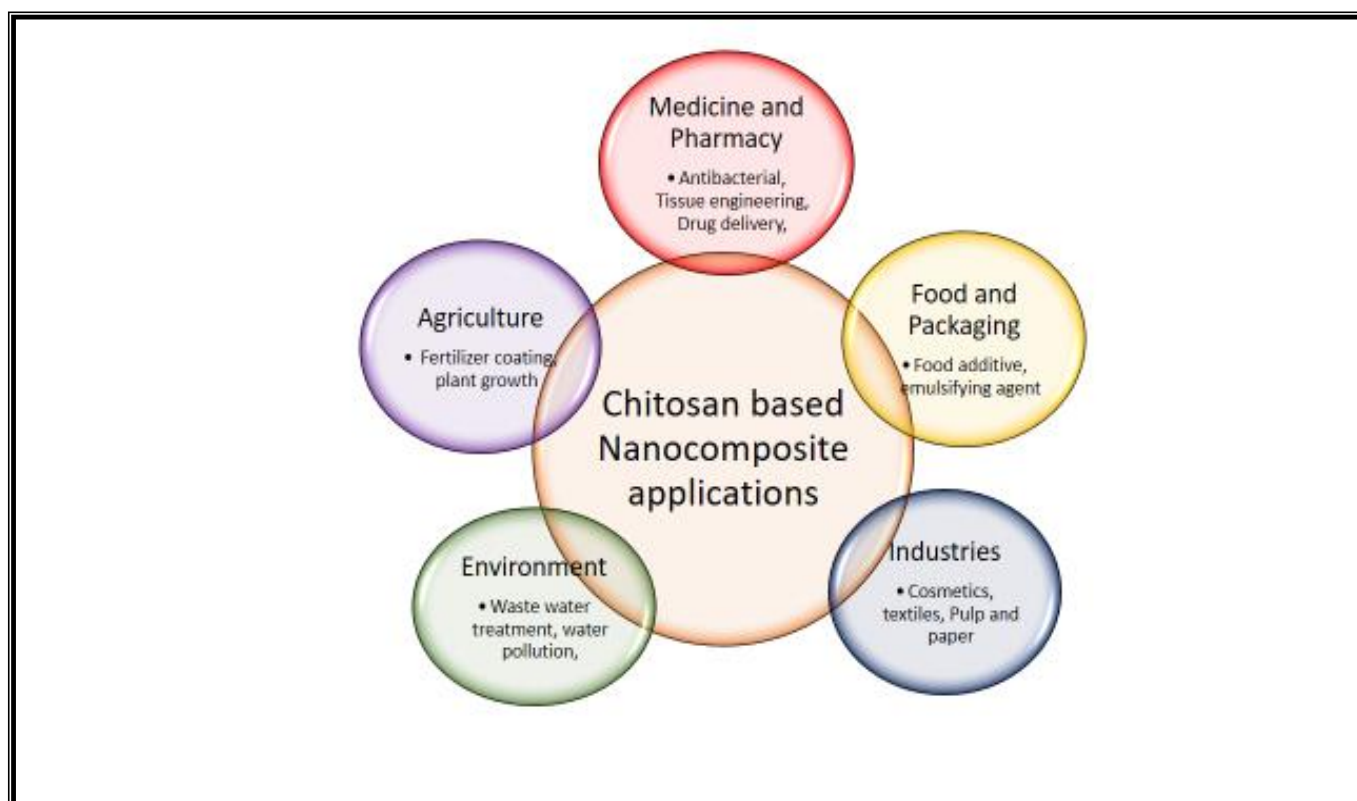 Medicine and
Pharmacy
• Antibacterial,
Tissue engineering,
Drug delivery,
Food and
Packaging
• Food additive,
emulsifying agent
Agriculture
• Fertilizer coating,
plant growth
Chitosan based
Nanocomposite
applications
Industries
• Cosmetics,
textiles, Pulp and
paper
Environment
• Waste water
treatment, water
pollution,